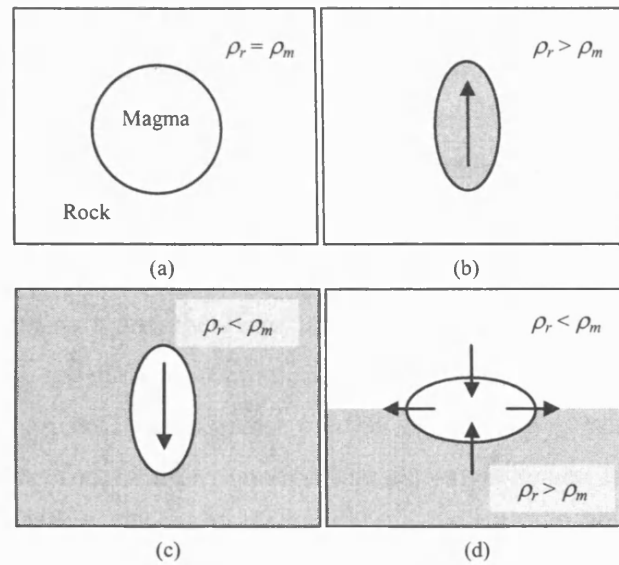 ρr = ρm
Magma
Rock
(a)
ρr > ρm
(b)
ρr < ρm
(c)
ρr < ρm
ρr > ρm
(d)